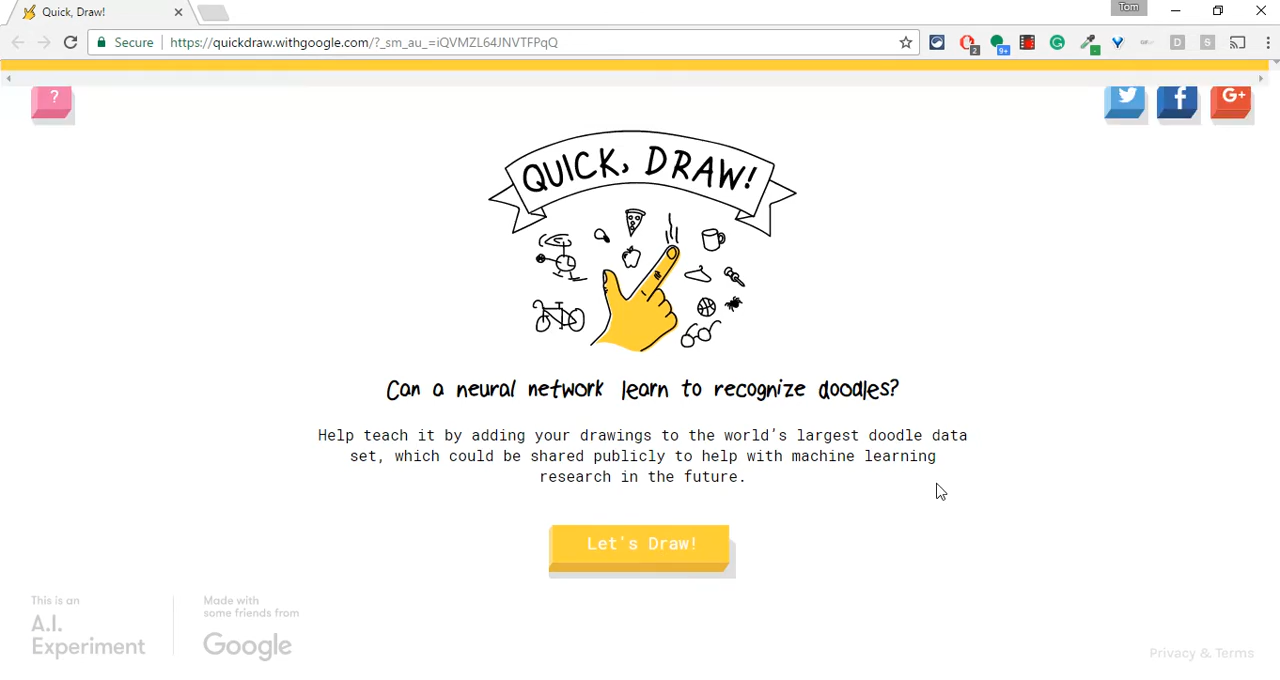 Quick, Draw!
Tom
Secure
https://quickdraw.withgoogle.com/?_sm_au_=iQVMZL64JNVTFPqQ
2
9+
D
S
?
f
G+
QUICK, DRAW!
Can a neural network learn to recognize doodles?
Help teach it by adding your drawings to the world's largest doodle data
set, which could be shared publicly to help with machine learning
research in the future.
Let's Draw!
This is an
A.I.
Experiment
Made with
some friends from
Google
Privacy & Terms